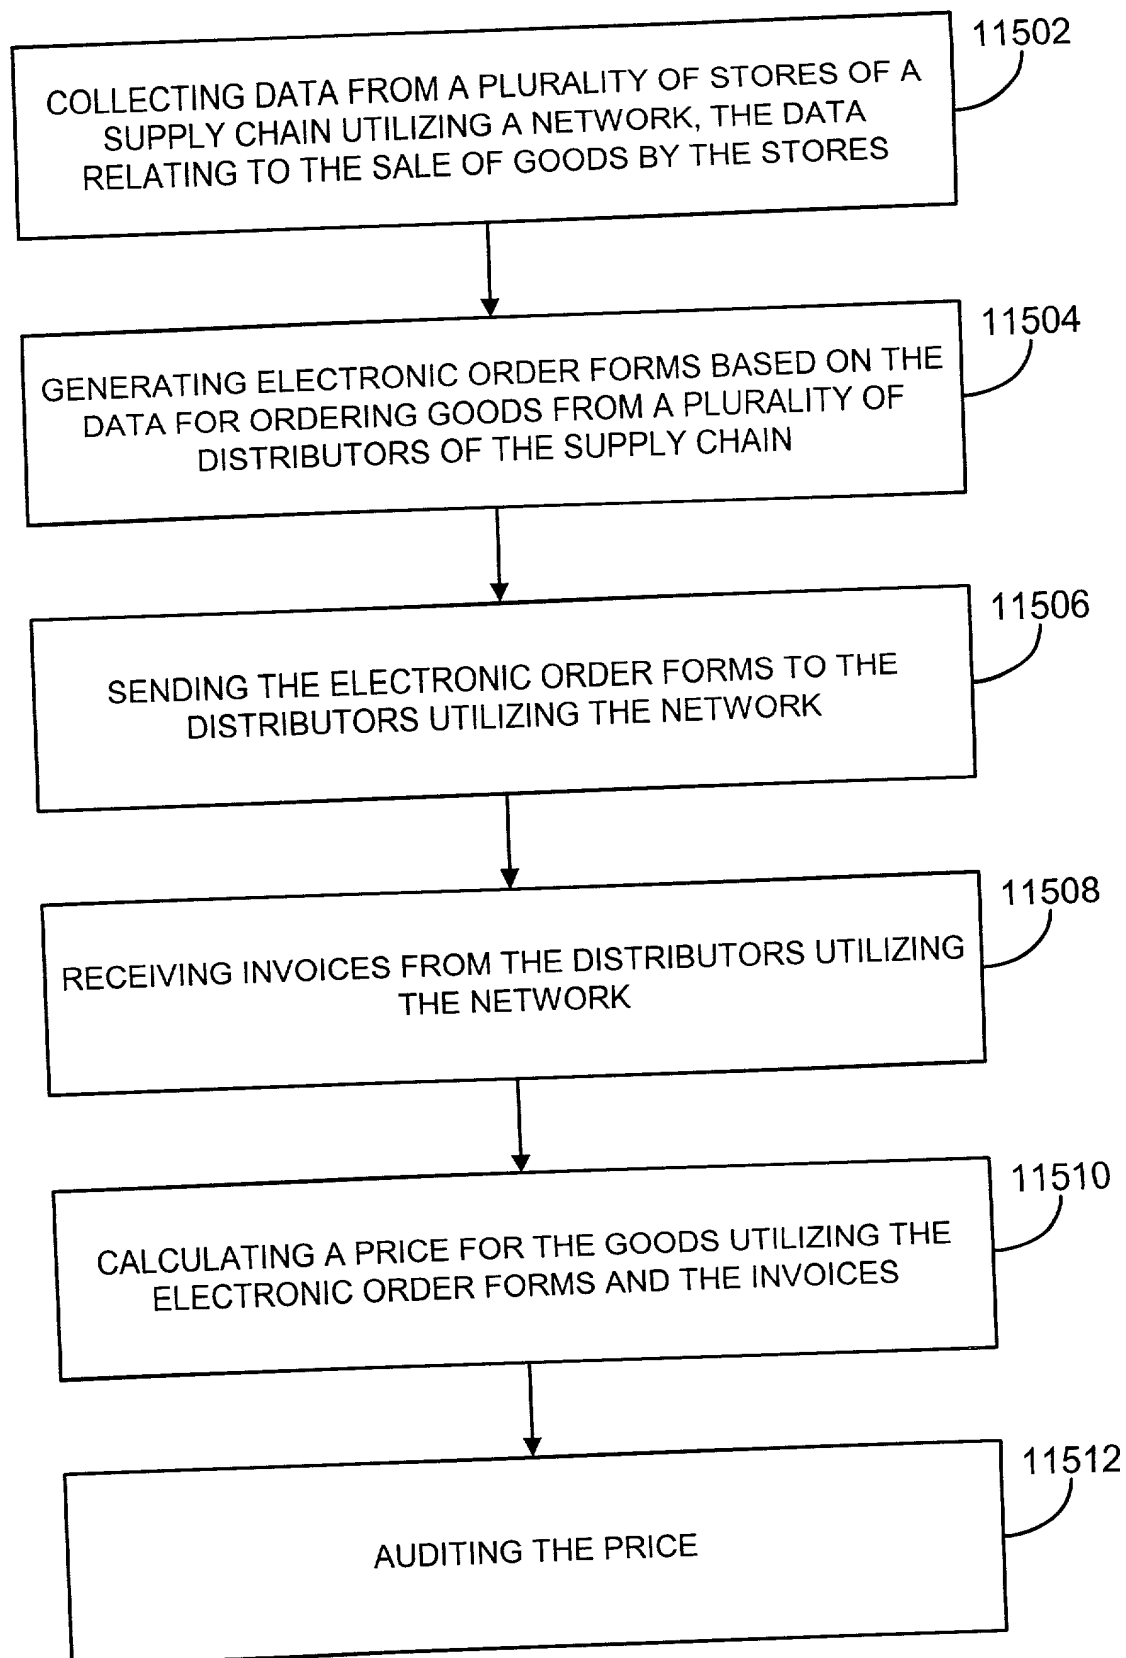 11502
COLLECTING DATA FROM A PLURALITY OF STORES OF A
SUPPLY CHAIN UTILIZING A NETWORK, THE DATA
RELATING TO THE SALE OF GOODS BY THE STORES
11504
GENERATING ELECTRONIC ORDER FORMS BASED ON THE
DATA FOR ORDERING GOODS FROM A PLURALITY OF
DISTRIBUTORS OF THE SUPPLY CHAIN
11506
SENDING THE ELECTRONIC ORDER FORMS TO THE
DISTRIBUTORS UTILIZING THE NETWORK
11508
RECEIVING INVOICES FROM THE DISTRIBUTORS UTILIZING
THE NETWORK
11510
CALCULATING A PRICE FOR THE GOODS UTILIZING THE
ELECTRONIC ORDER FORMS AND THE INVOICES
11512
AUDITING THE PRICE